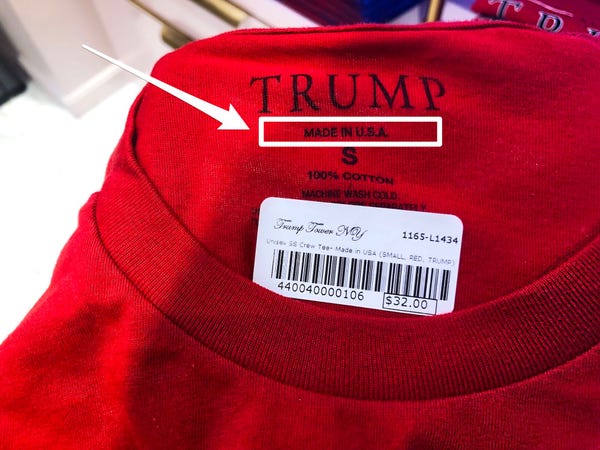 TRUMP
MADE IN U.S.A.
S
100% COTTON
MACHINE WASH COLD
Trump Tower NY
1165-L1434
Unisex SS Crew Tee- Made in USA (SMALL, RED, TRUMP)
440040000106
$32.00